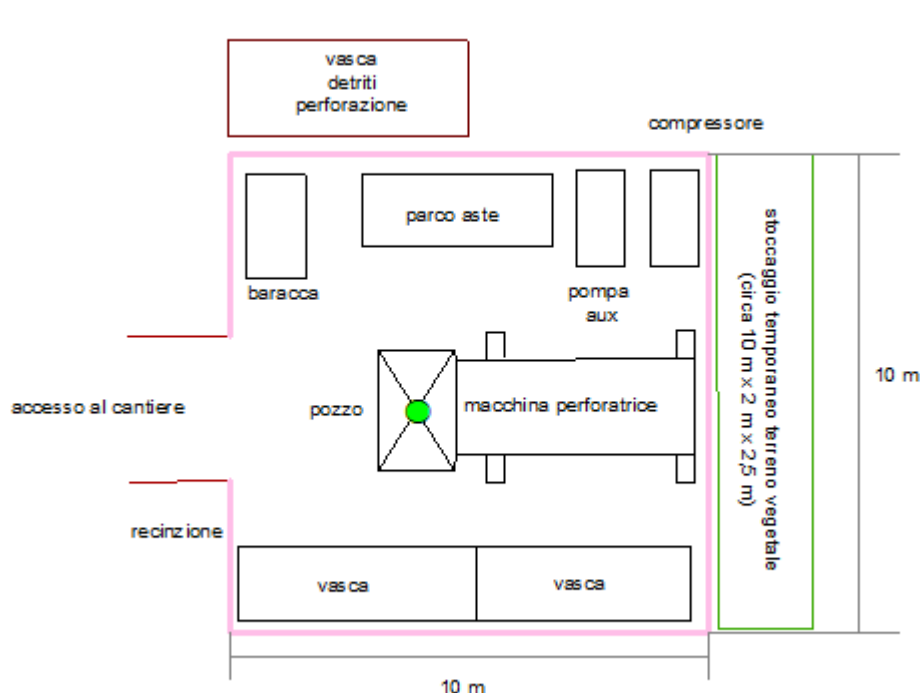 vasca
detriti
perforazione
compressore
parco aste
baracca
pompa
aux
stoccaggio temporaneo terreno vegetale
(circa 10 m x 2 m x 2,5 m)
10 m
accesso al cantiere
pozzo
macchina perforatrice
recinzione
vasca
vasca
10 m